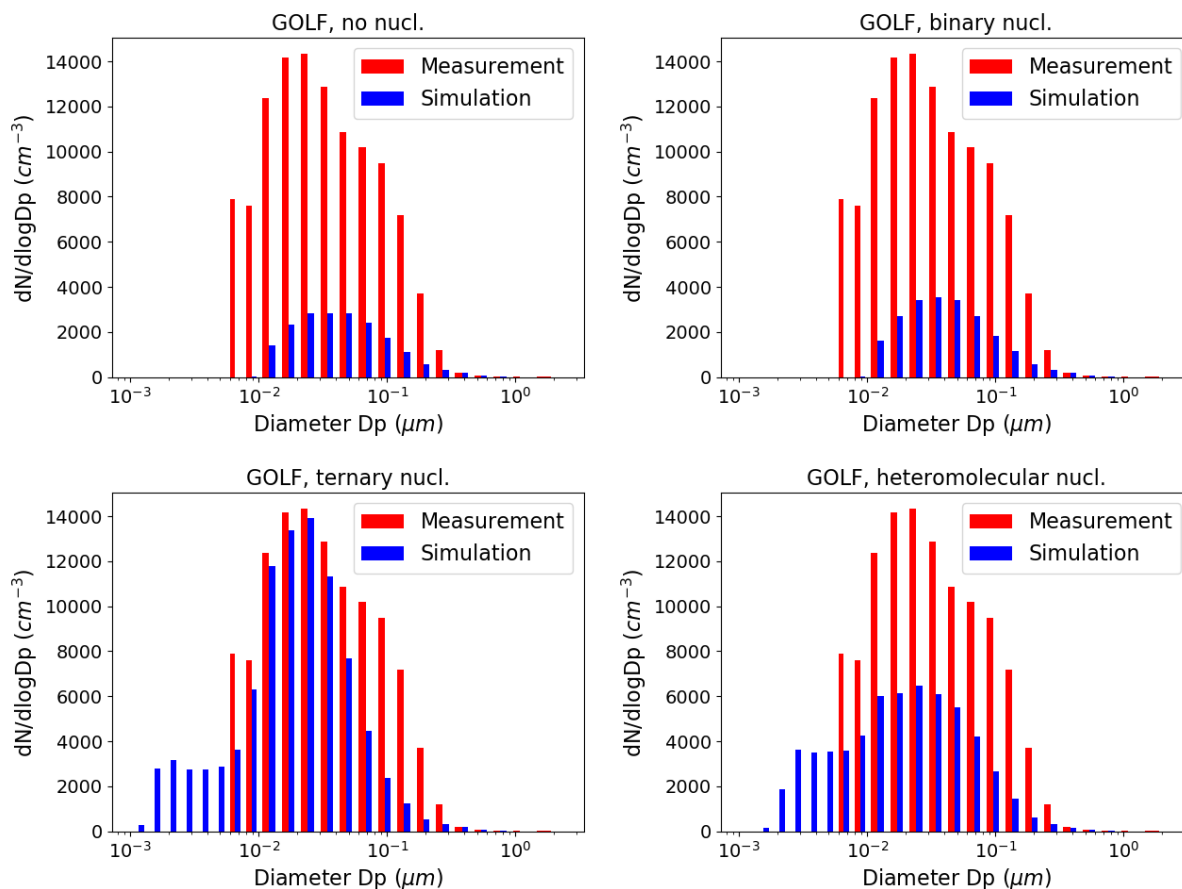 GOLF, no nucl.
14000
12000
10000
8000
6000
4000
2000
0
dN/dlogDp (cm⁻³)
Measurement
Simulation
10⁻³ 10⁻² 10⁻¹ 10⁰
Diameter Dp (μm)
GOLF, binary nucl.
14000
12000
10000
8000
6000
4000
2000
0
dN/dlogDp (cm⁻³)
Measurement
Simulation
10⁻³ 10⁻² 10⁻¹ 10⁰
Diameter Dp (μm)
GOLF, ternary nucl.
14000
12000
10000
8000
6000
4000
2000
0
dN/dlogDp (cm⁻³)
Measurement
Simulation
10⁻³ 10⁻² 10⁻¹ 10⁰
Diameter Dp (μm)
GOLF, heteromolecular nucl.
14000
12000
10000
8000
6000
4000
2000
0
dN/dlogDp (cm⁻³)
Measurement
Simulation
10⁻³ 10⁻² 10⁻¹ 10⁰
Diameter Dp (μm)